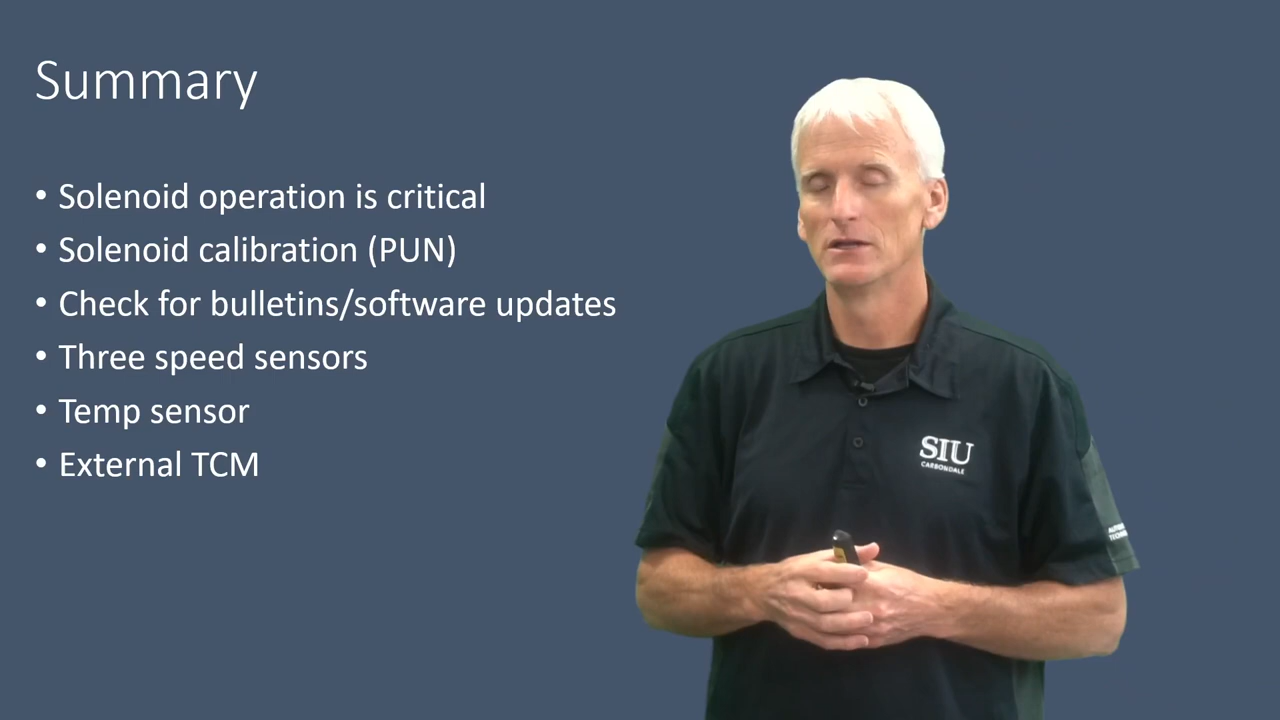 Summary
• Solenoid operation is critical
• Solenoid calibration (PUN)
• Check for bulletins/software updates
• Three speed sensors
• Temp sensor
• External TCM
SIU
CARBONDALE